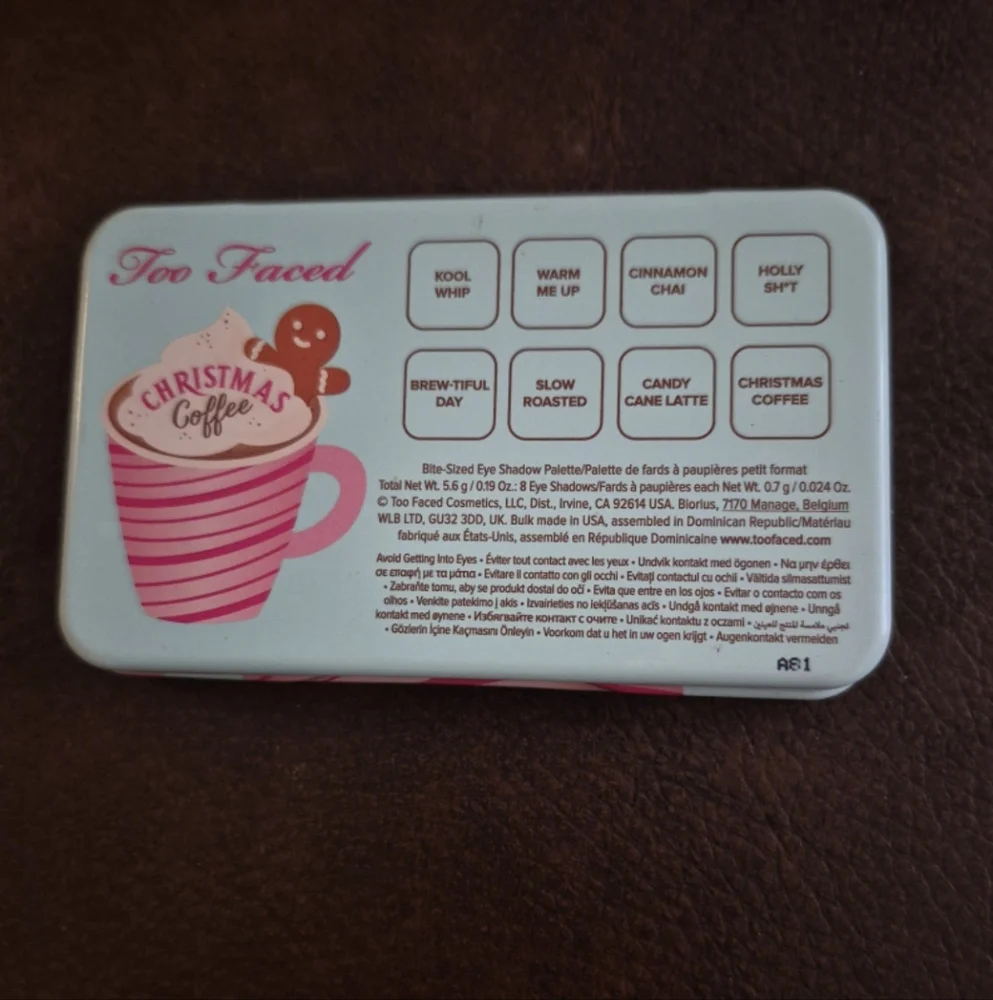 Too Faced
CHRISTMAS
Coffee
KOOL
WHIP
WARM
ME UP
CINNAMON
CHAI
HOLLY
SH*T
BREW-TIFUL
DAY
SLOW
ROASTED
CANDY
CANE LATTE
CHRISTMAS
COFFEE
Bite-Sized Eye Shadow Palette/Palette de fards à paupières petit format
Total Net Wt. 5.6 g / 0.19 Oz.: 8 Eye Shadows/Fards à paupières each Net Wt. 0.7 g / 0.024 Oz.
© Too Faced Cosmetics, LLC, Dist., Irvine, CA 92614 USA. Biorius, 7170 Manage, Belgium
WLB LTD, GU32 3DD, UK. Bulk made in USA, assembled in Dominican Republic/Matériau
fabriqué aux États-Unis, assemblé en République Dominicaine www.toofaced.com
Avoid Getting Into Eyes • Éviter tout contact avec les yeux • Undvik kontakt med ögonen • Να μην έρθει
σε επαφή με τα μάτια • Evitare il contatto con gli occhi • Evitați contactul cu ochii • Vältida silmasattumist
• Zabraňte tomu, aby se produkt dostal do očí • Evita que entre en los ojos • Evitar o contacto com os
olhos • Venkite patekimo į akis • Izvairieties no iekļūšanas acīs • Undgå kontakt med øjnene • Unngå
kontakt med øynene • Избягвайте контакт с очите • Unikać kontaktu z oczami • تجنبي ملامسة المنتج للعينين
• Gözlerin İçine Kaçmasını Önleyin • Voorkom dat u het in uw ogen krijgt • Augenkontakt vermeiden
A81